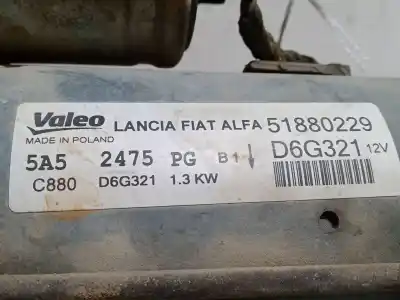 Valeo LANCIA FIAT ALFA 51880229
MADE IN POLAND
5A5 2475 PG B1 ↓ D6G321 12V
C880 D6G321 1.3 KW